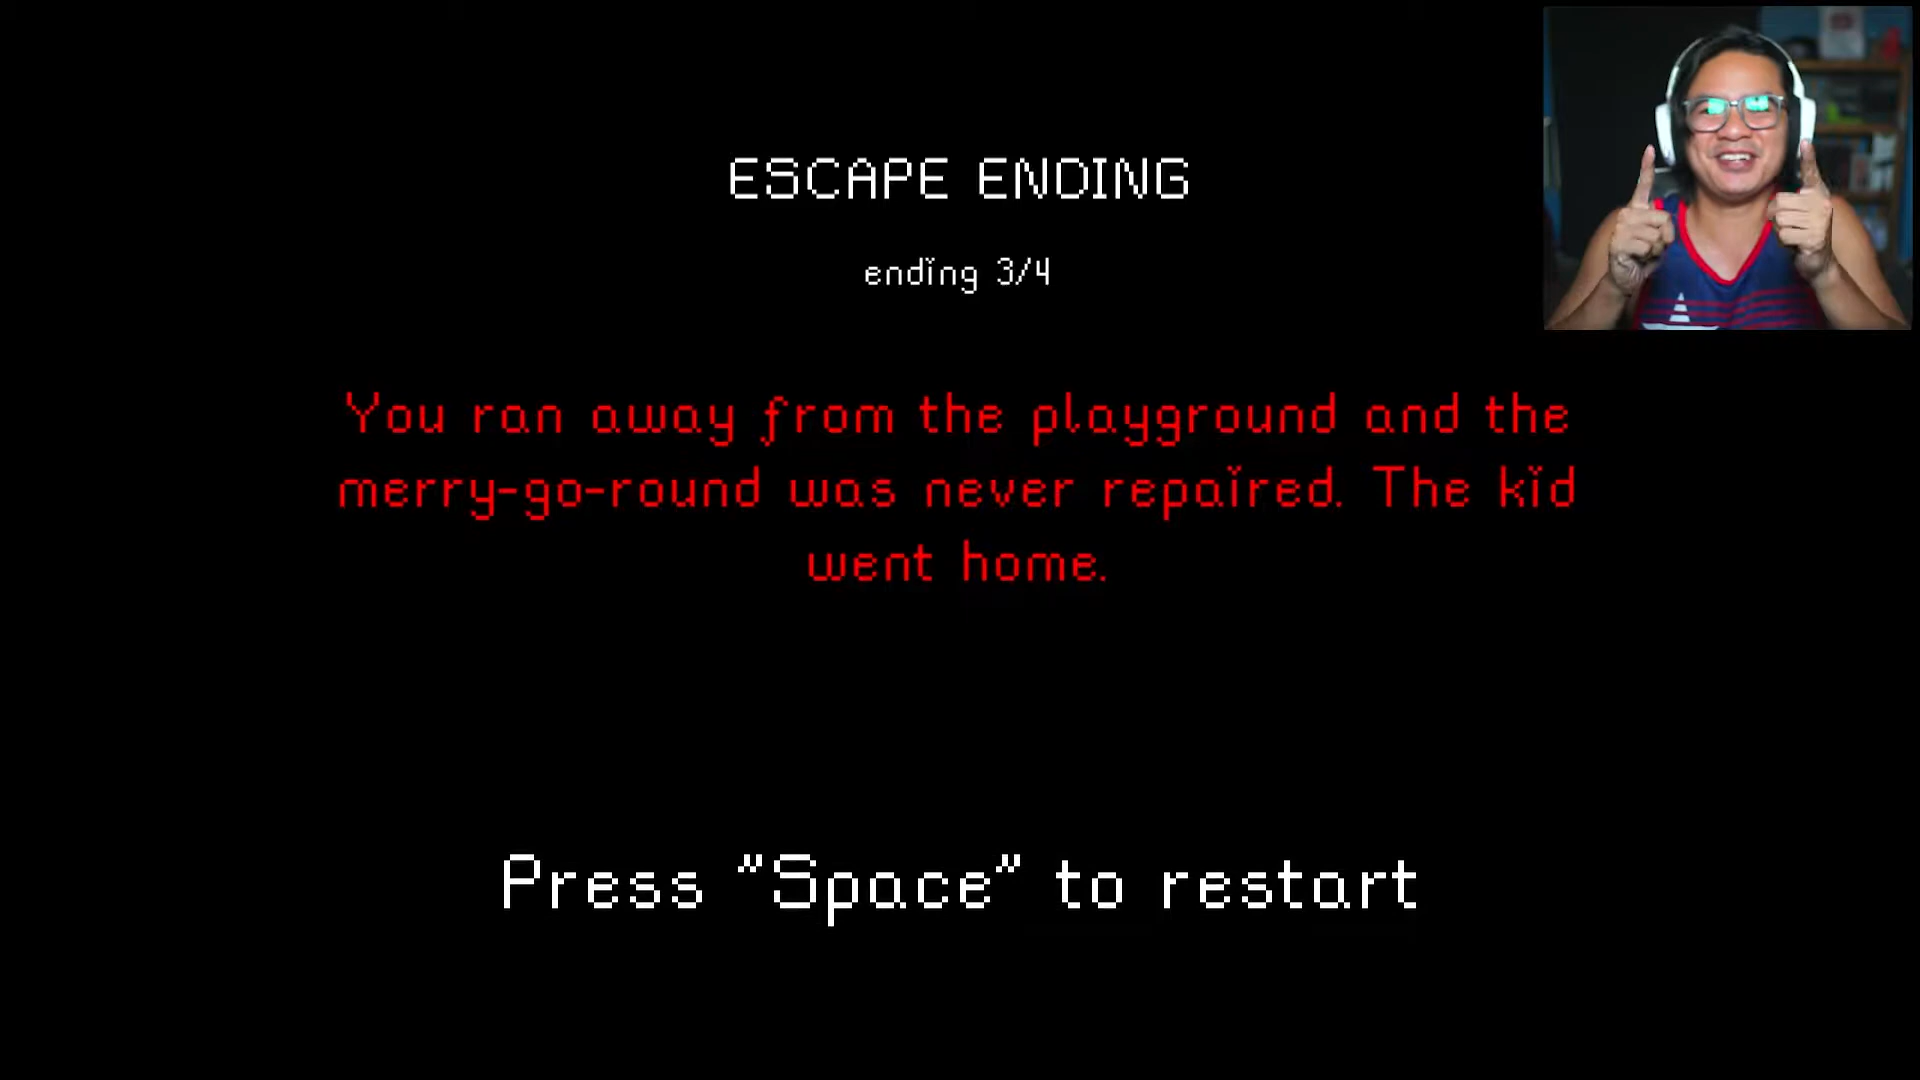 ESCAPE ENDING
ending 3/4
You ran away from the playground and the
merry-go-round was never repaired. The kid
went home.
Press "Space" to restart